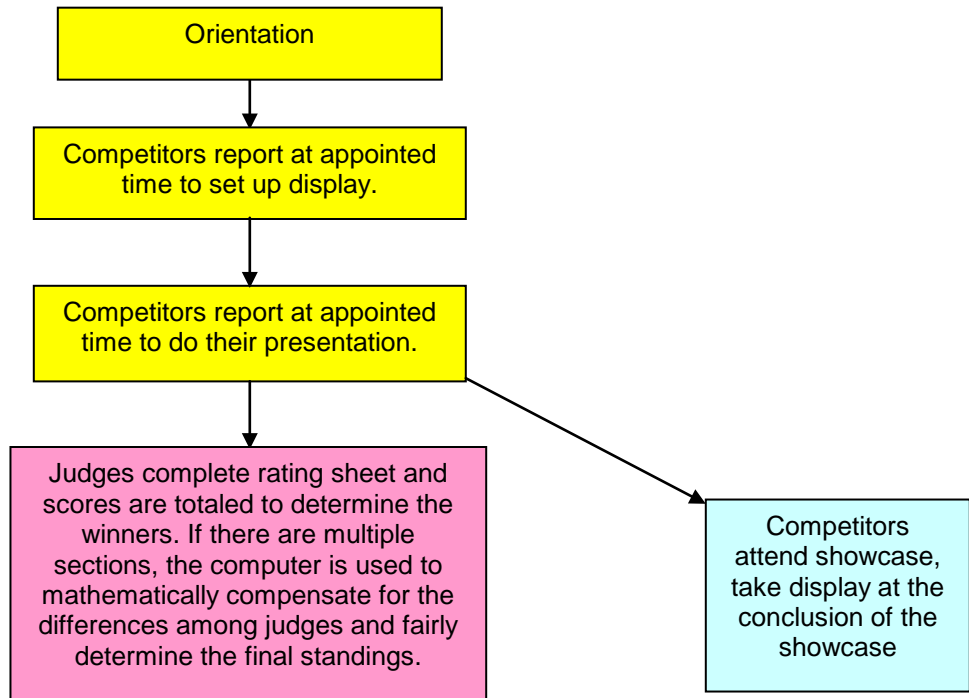 Orientation
Competitors report at appointed
time to set up display.
Competitors report at appointed
time to do their presentation.
Judges complete rating sheet and
scores are totaled to determine the
winners. If there are multiple
sections, the computer is used to
mathematically compensate for the
differences among judges and fairly
determine the final standings.
Competitors
attend showcase,
take display at the
conclusion of the
showcase